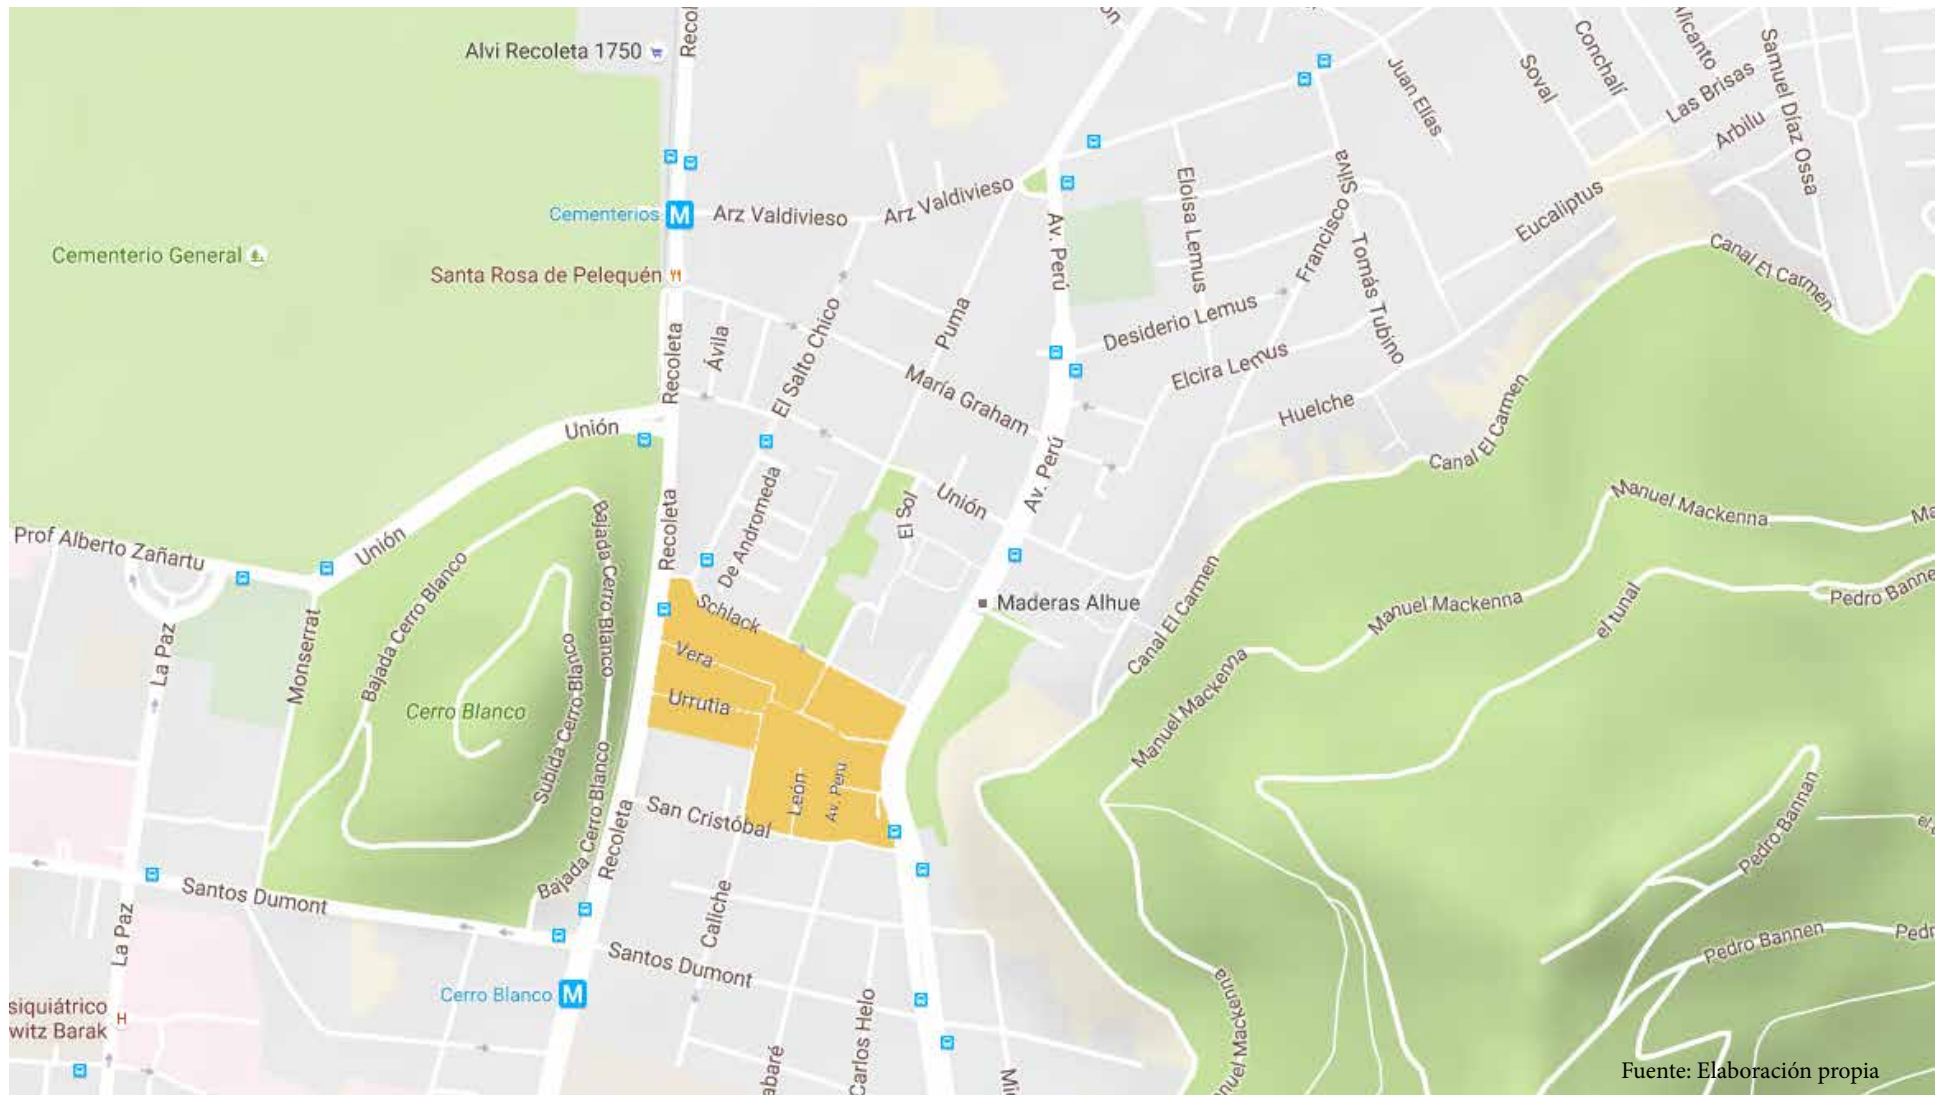 Alvi Recoleta 1750
Juan Elías
Soval
Conchalí
Las Brisas
Arbilu
Samuel Díaz Ossa
Cementerios M
Arz Valdivieso
Arz Valdivieso
Av. Perú
Eloisa Lemus
Francisco Silva
Tomás Tubino
Eucaliptus
Canal El Carmen
Cementerio General
Santa Rosa de Pelequén
Recoleta
Ávila
El Salto Chico
Puma
María Graham
Desiderio Lemus
Elcira Lemus
Huelche
Canal El Carmen
Unión
Unión
Av. Perú
El Sol
De Andromeda
Recoleta
Manuel Mackenna
Prof Alberto Zañartu
Unión
Bajada Cerro Blanco
Bajada Cerro Blanco
Schlack
Maderas Alhue
Canal El Carmen
Manuel Mackenna
el tunal
La Paz
Monserrat
Cerro Blanco
Subida Cerro Blanco
Vera
Urrutia
Manuel Mackenna
León
Av. Perú
San Cristóbal
Recoleta
Bajada Cerro Blanco
Pedro Bannan
Santos Dumont
La Paz
Caliche
Santos Dumont
Pedro Bannen
Cerro Blanco M
Carlos Helo
Manuel Mackenna
witz Barak H
Fuente: Elaboración propia